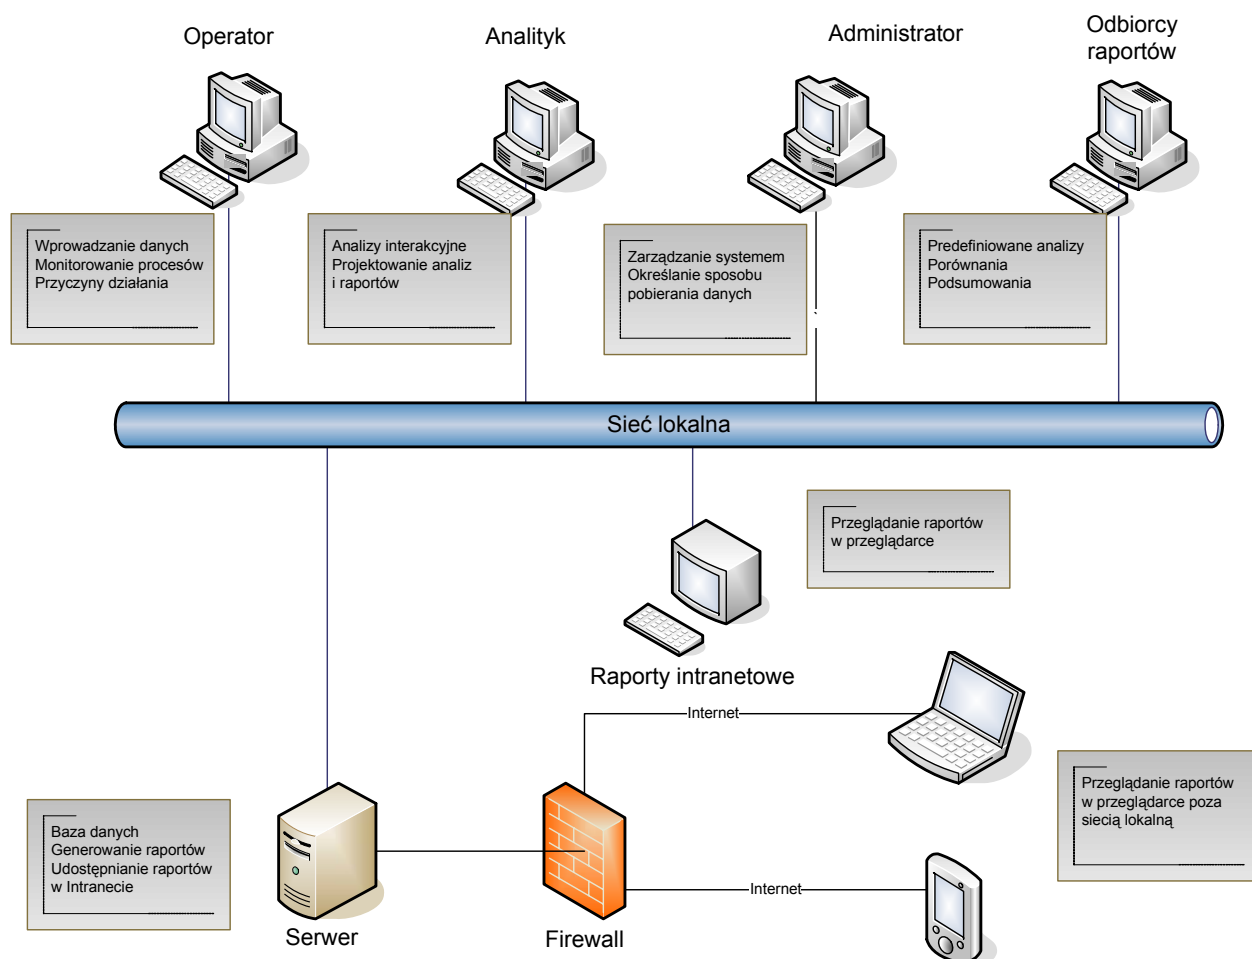 Operator
Analityk
Administrator
Odbiorcy
raportów
Wprowadzanie danych
Monitorowanie procesów
Przyczyny działania
Analizy interakcyjne
Projektowanie analiz
i raportów
Zarządzanie systemem
Określanie sposobu
pobierania danych
Predefiniowane analizy
Porównania
Podsumowania
Sieć lokalna
Przeglądanie raportów
w przeglądarce
Raporty intranetowe
Internet
Przeglądanie raportów
w przeglądarce poza
siecią lokalną
Baza danych
Generowanie raportów
Udostępnianie raportów
w Intranecie
Internet
Serwer
Firewall